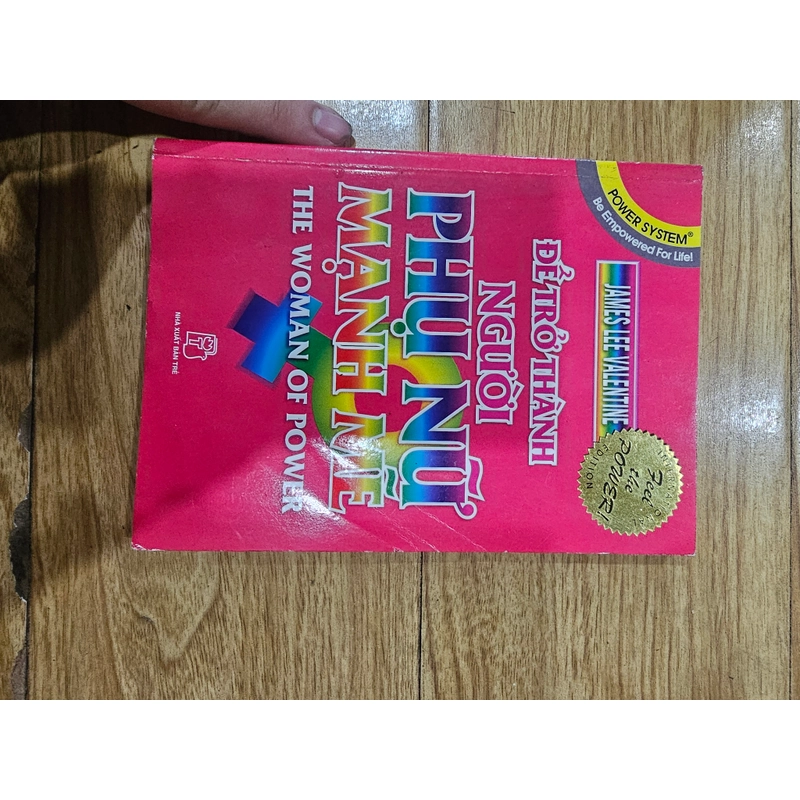 POWER SYSTEM®
Be Empowered For Life!
JAMES LEE VALENTINE
Feel
the
POWER!
EDITION
ĐỂ TRỞ THÀNH
NGƯỜI
PHỤ NỮ
MẠNH MẼ
THE WOMAN OF POWER
NHÀ XUẤT BẢN TRẺ